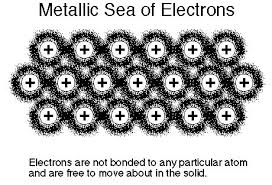 Metallic Sea of Electrons
+ + + + + +
+ + + + + + +
+ + + + + +
Electrons are not bonded to any particular atom
and are free to move about in the solid.